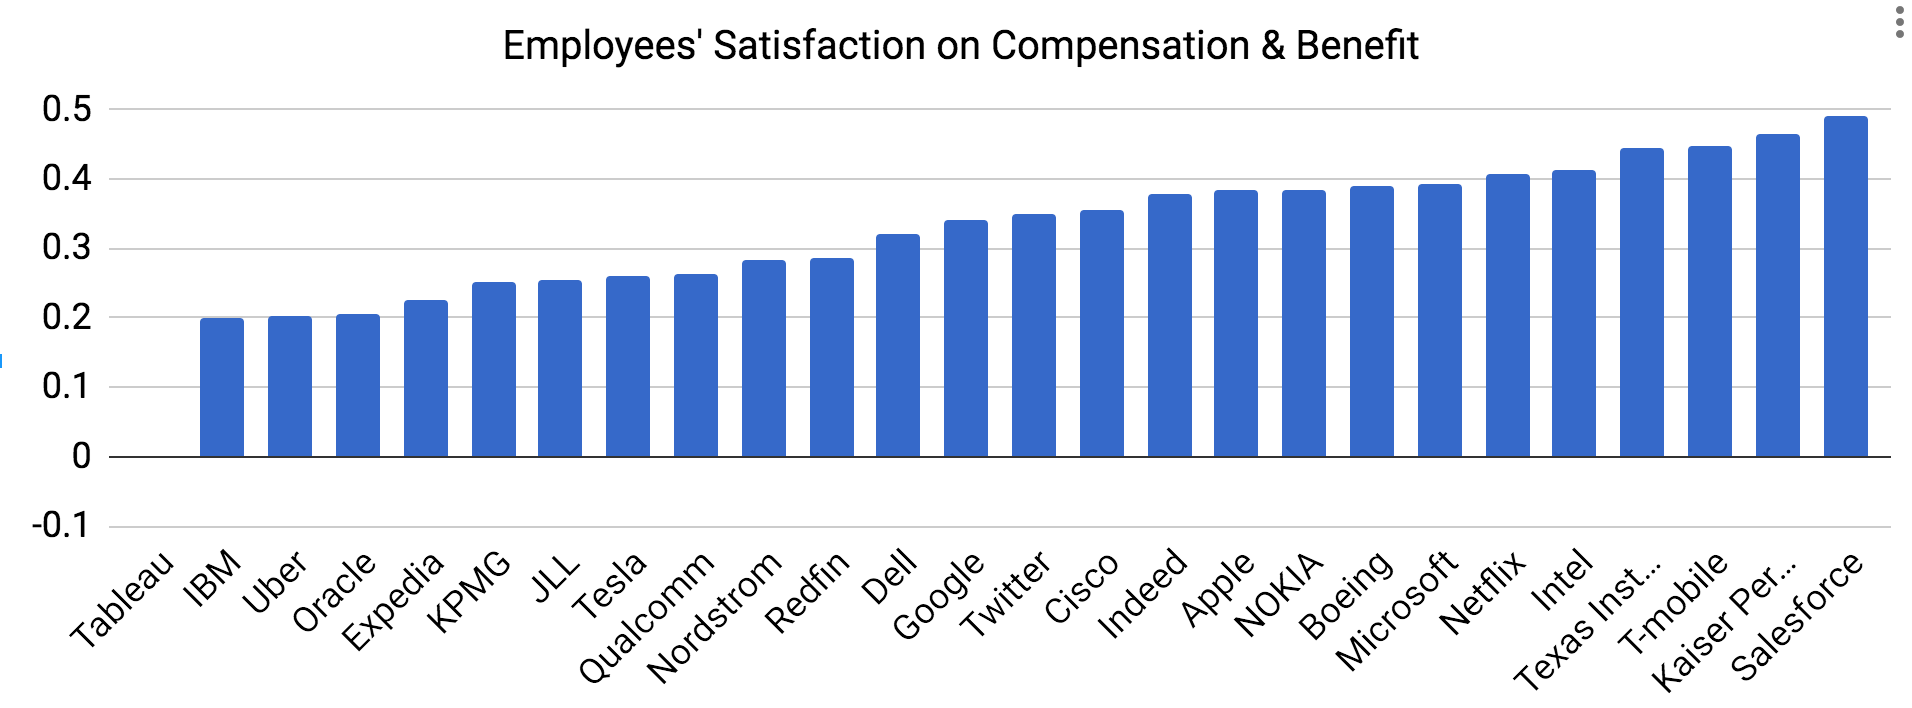 Employees' Satisfaction on Compensation & Benefit
0.5
0.4
0.3
0.2
0.1
0
-0.1
Tableau
IBM
Uber
Oracle
Expedia
KPMG
JLL
Tesla
Qualcomm
Nordstrom
Redfin
Dell
Google
Twitter
Cisco
Indeed
Apple
NOKIA
Boeing
Microsoft
Netflix
Intel
Texas Inst...
T-mobile
Kaiser Per...
Salesforce